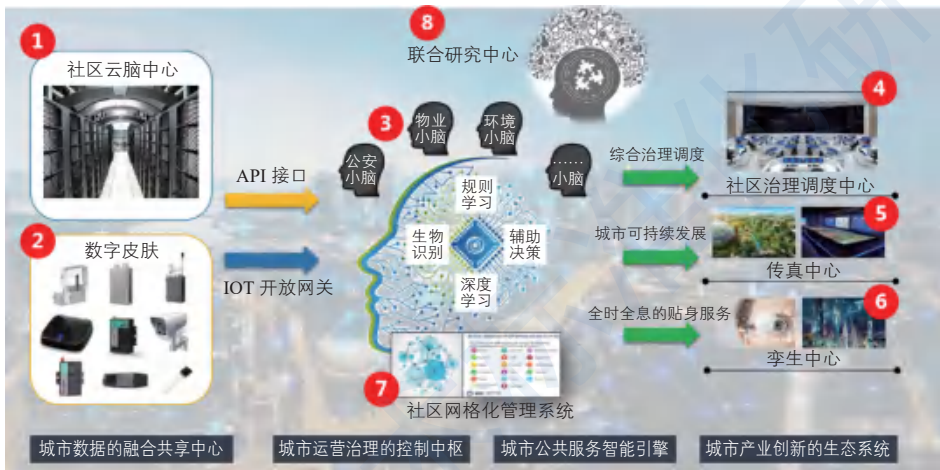 8
联合研究中心
1
社区云脑中心
3
物业
小脑
环境
小脑
4
公安
小脑
……
小脑
综合治理调度
社区治理调度中心
API 接口
规则
学习
2
数字皮肤
生物
识别
辅助
决策
城市可持续发展
5
传真中心
IOT 开放网关
深度
学习
全时全息的贴身服务
6
孪生中心
7
社区网格化管理系统
城市数据的融合共享中心
城市运营治理的控制中枢
城市公共服务智能引擎
城市产业创新的生态系统